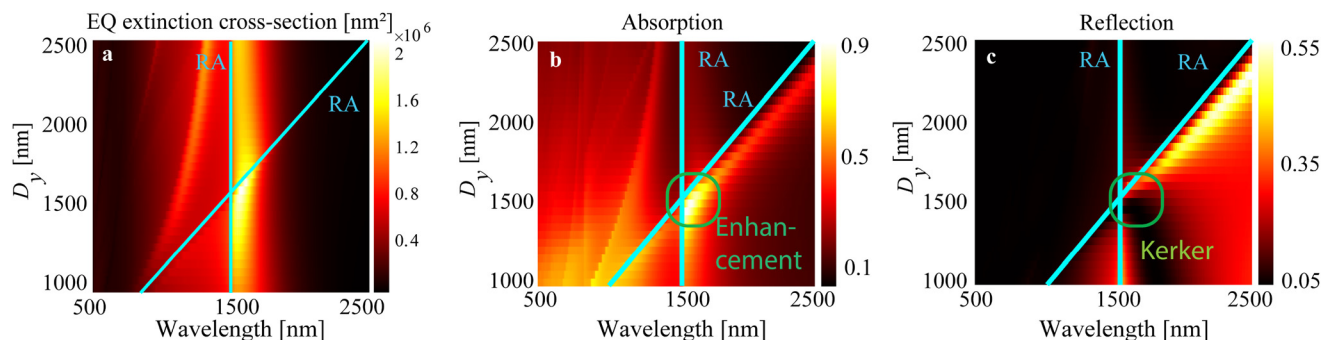 EQ extinction cross-section [nm²]
a
RA
RA
×10⁶
2
1.6
1.2
0.8
0.4
2500
2000
1500
1000
D_y [nm]
500
1500
2500
Wavelength [nm]
Absorption
b
RA
RA
Enhan-
cement
0.9
0.5
0.1
2500
2000
1500
1000
D_y [nm]
500
1500
2500
Wavelength [nm]
Reflection
c
RA
RA
Kerker
0.55
0.35
0.05
2500
2000
1500
1000
D_y [nm]
500
1500
2500
Wavelength [nm]